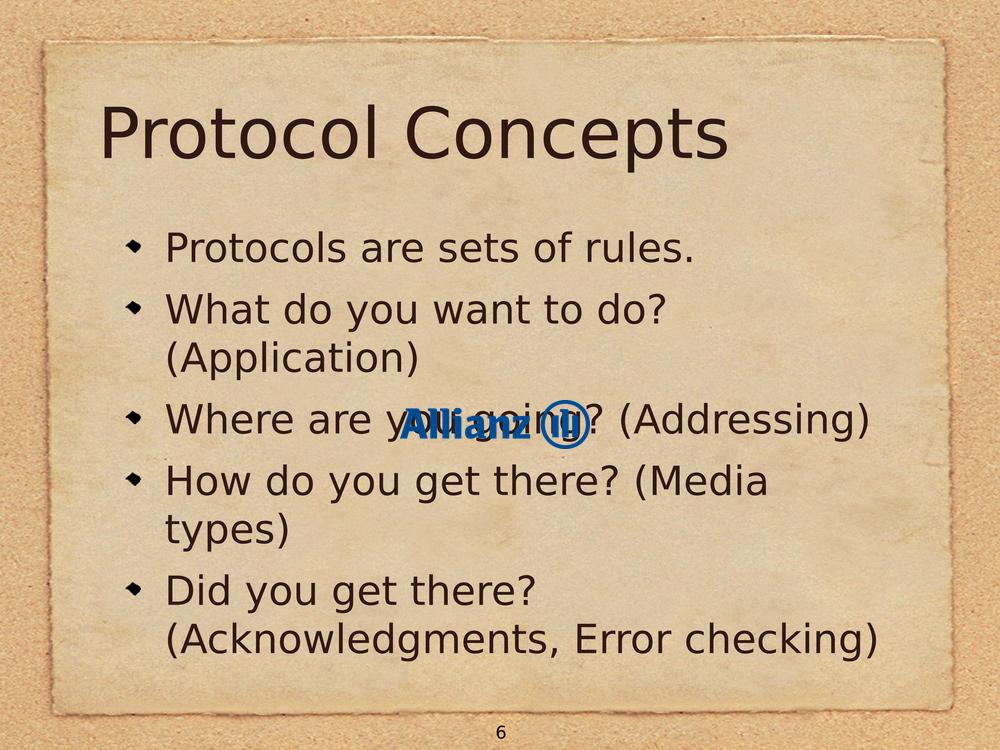 Protocol Concepts
Protocols are sets of rules.
What do you want to do?
(Application)
Where are you going? (Addressing)
Allianz
How do you get there? (Media
types)
Did you get there?
(Acknowledgments, Error checking)
6